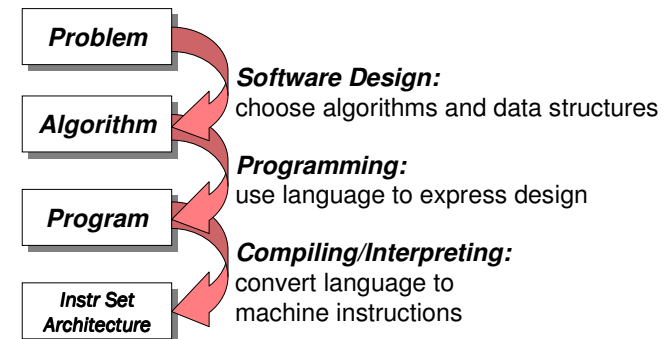 Problem
Software Design:
choose algorithms and data structures
Algorithm
Programming:
use language to express design
Program
Compiling/Interpreting:
convert language to
machine instructions
Instr Set
Architecture